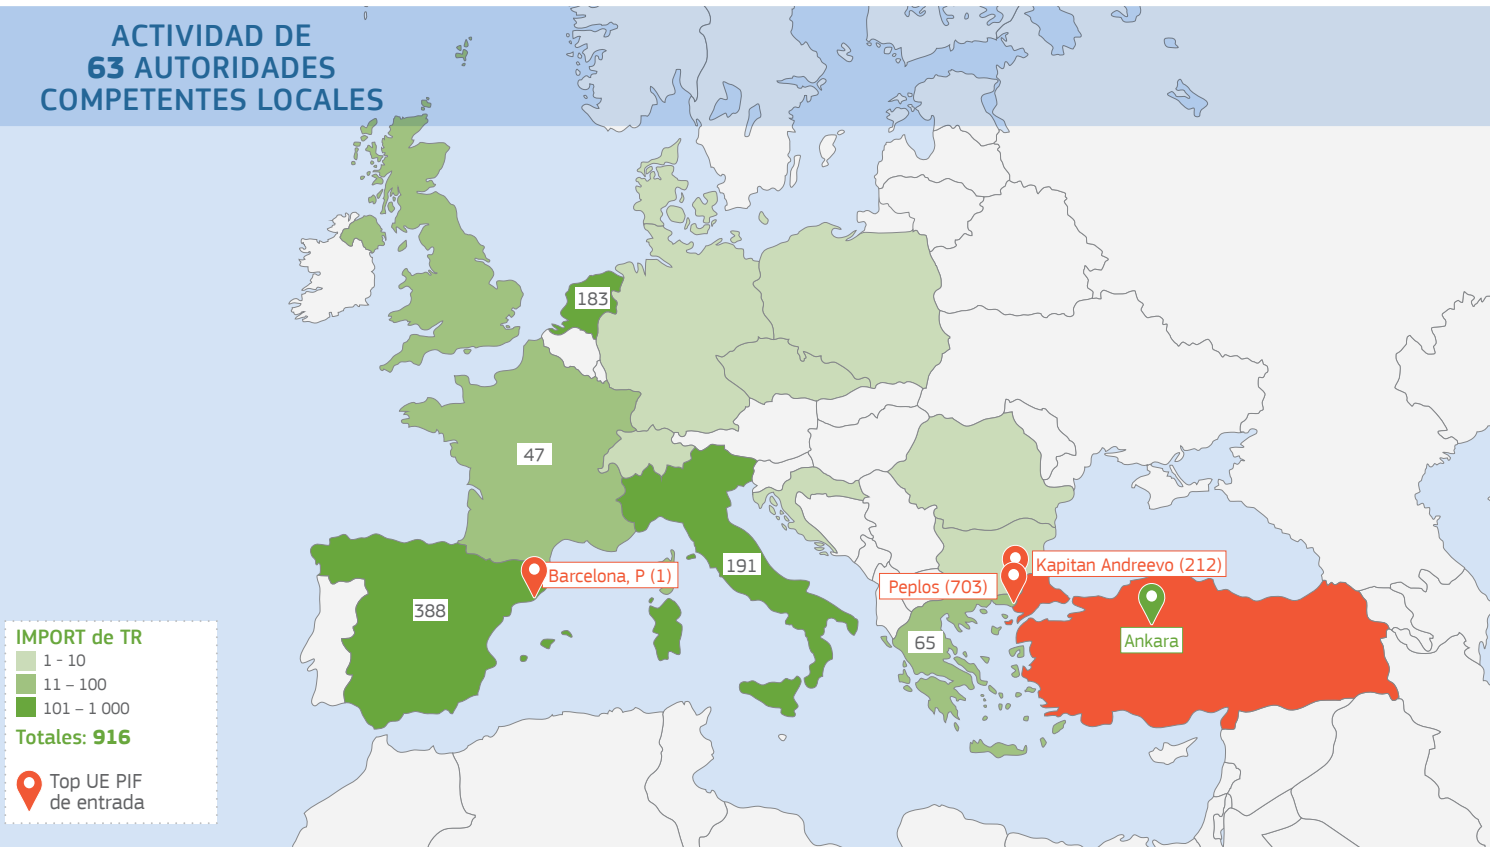 ACTIVIDAD DE
63 AUTORIDADES
COMPETENTES LOCALES
183
47
Barcelona, P (1)
191
388
Kapitan Andreevo (212)
Peplos (703)
65
Ankara
IMPORT de TR
1 - 10
11 – 100
101 – 1 000
Totales: 916
Top UE PIF
de entrada